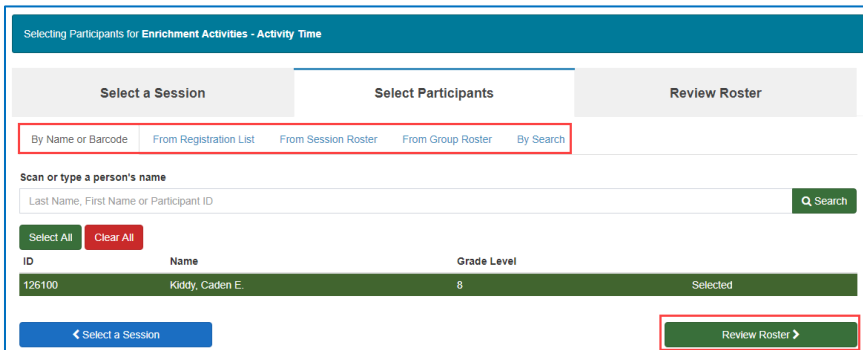 Selecting Participants for Enrichment Activities - Activity Time
Select a Session Select Participants Review Roster
By Name or Barcode From Registration List From Session Roster From Group Roster By Search
Scan or type a person's name
Last Name, First Name or Participant ID Search
Select All Clear All
ID Name Grade Level
126100 Kiddy, Caden E. 8 Selected
Select a Session Review Roster